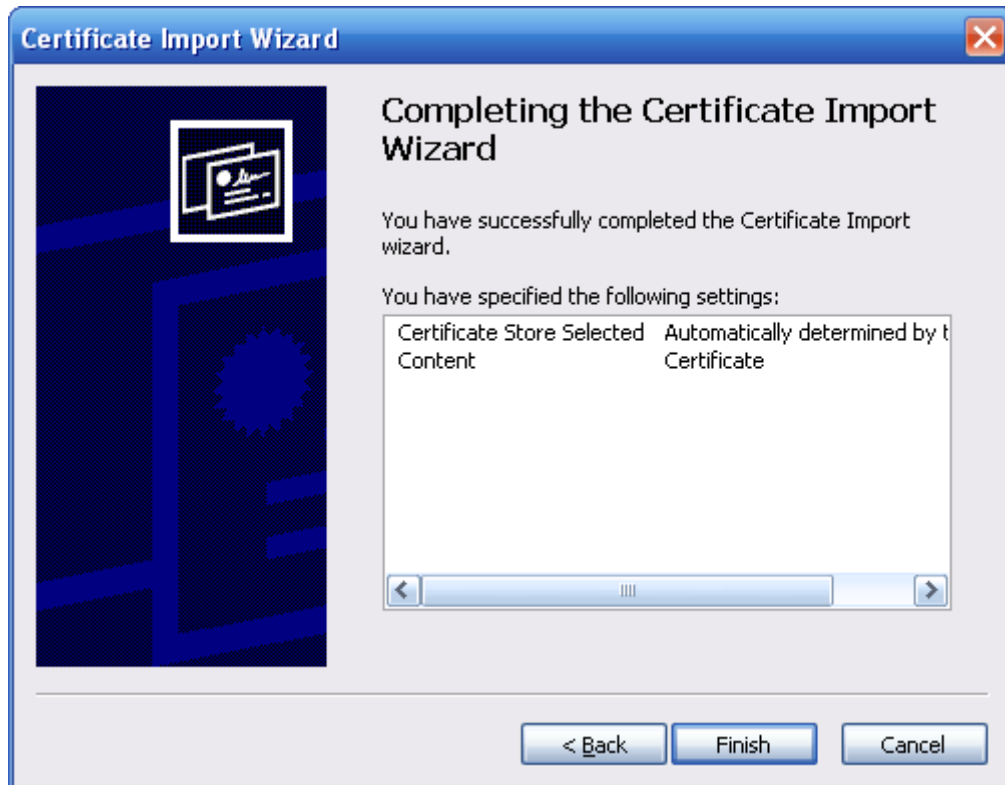 Certificate Import Wizard
Completing the Certificate Import
Wizard
You have successfully completed the Certificate Import
wizard.
You have specified the following settings:
Certificate Store Selected Automatically determined by t
Content Certificate
< Back Finish Cancel